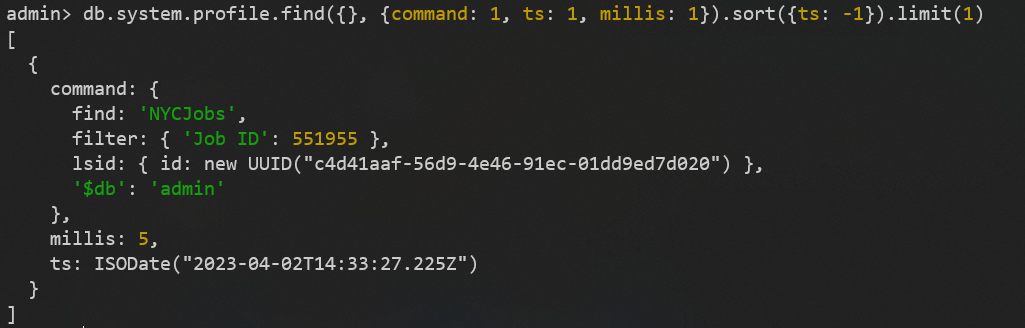 admin> db.system.profile.find({}, {command: 1, ts: 1, millis: 1}).sort({ts: -1}).limit(1)
[
  {
    command: {
      find: 'NYCJobs',
      filter: { 'Job ID': 551955 },
      lsid: { id: new UUID("c4d41aaf-56d9-4e46-91ec-01dd9ed7d020") },
      '$db': 'admin'
    },
    millis: 5,
    ts: ISODate("2023-04-02T14:33:27.225Z")
  }
]